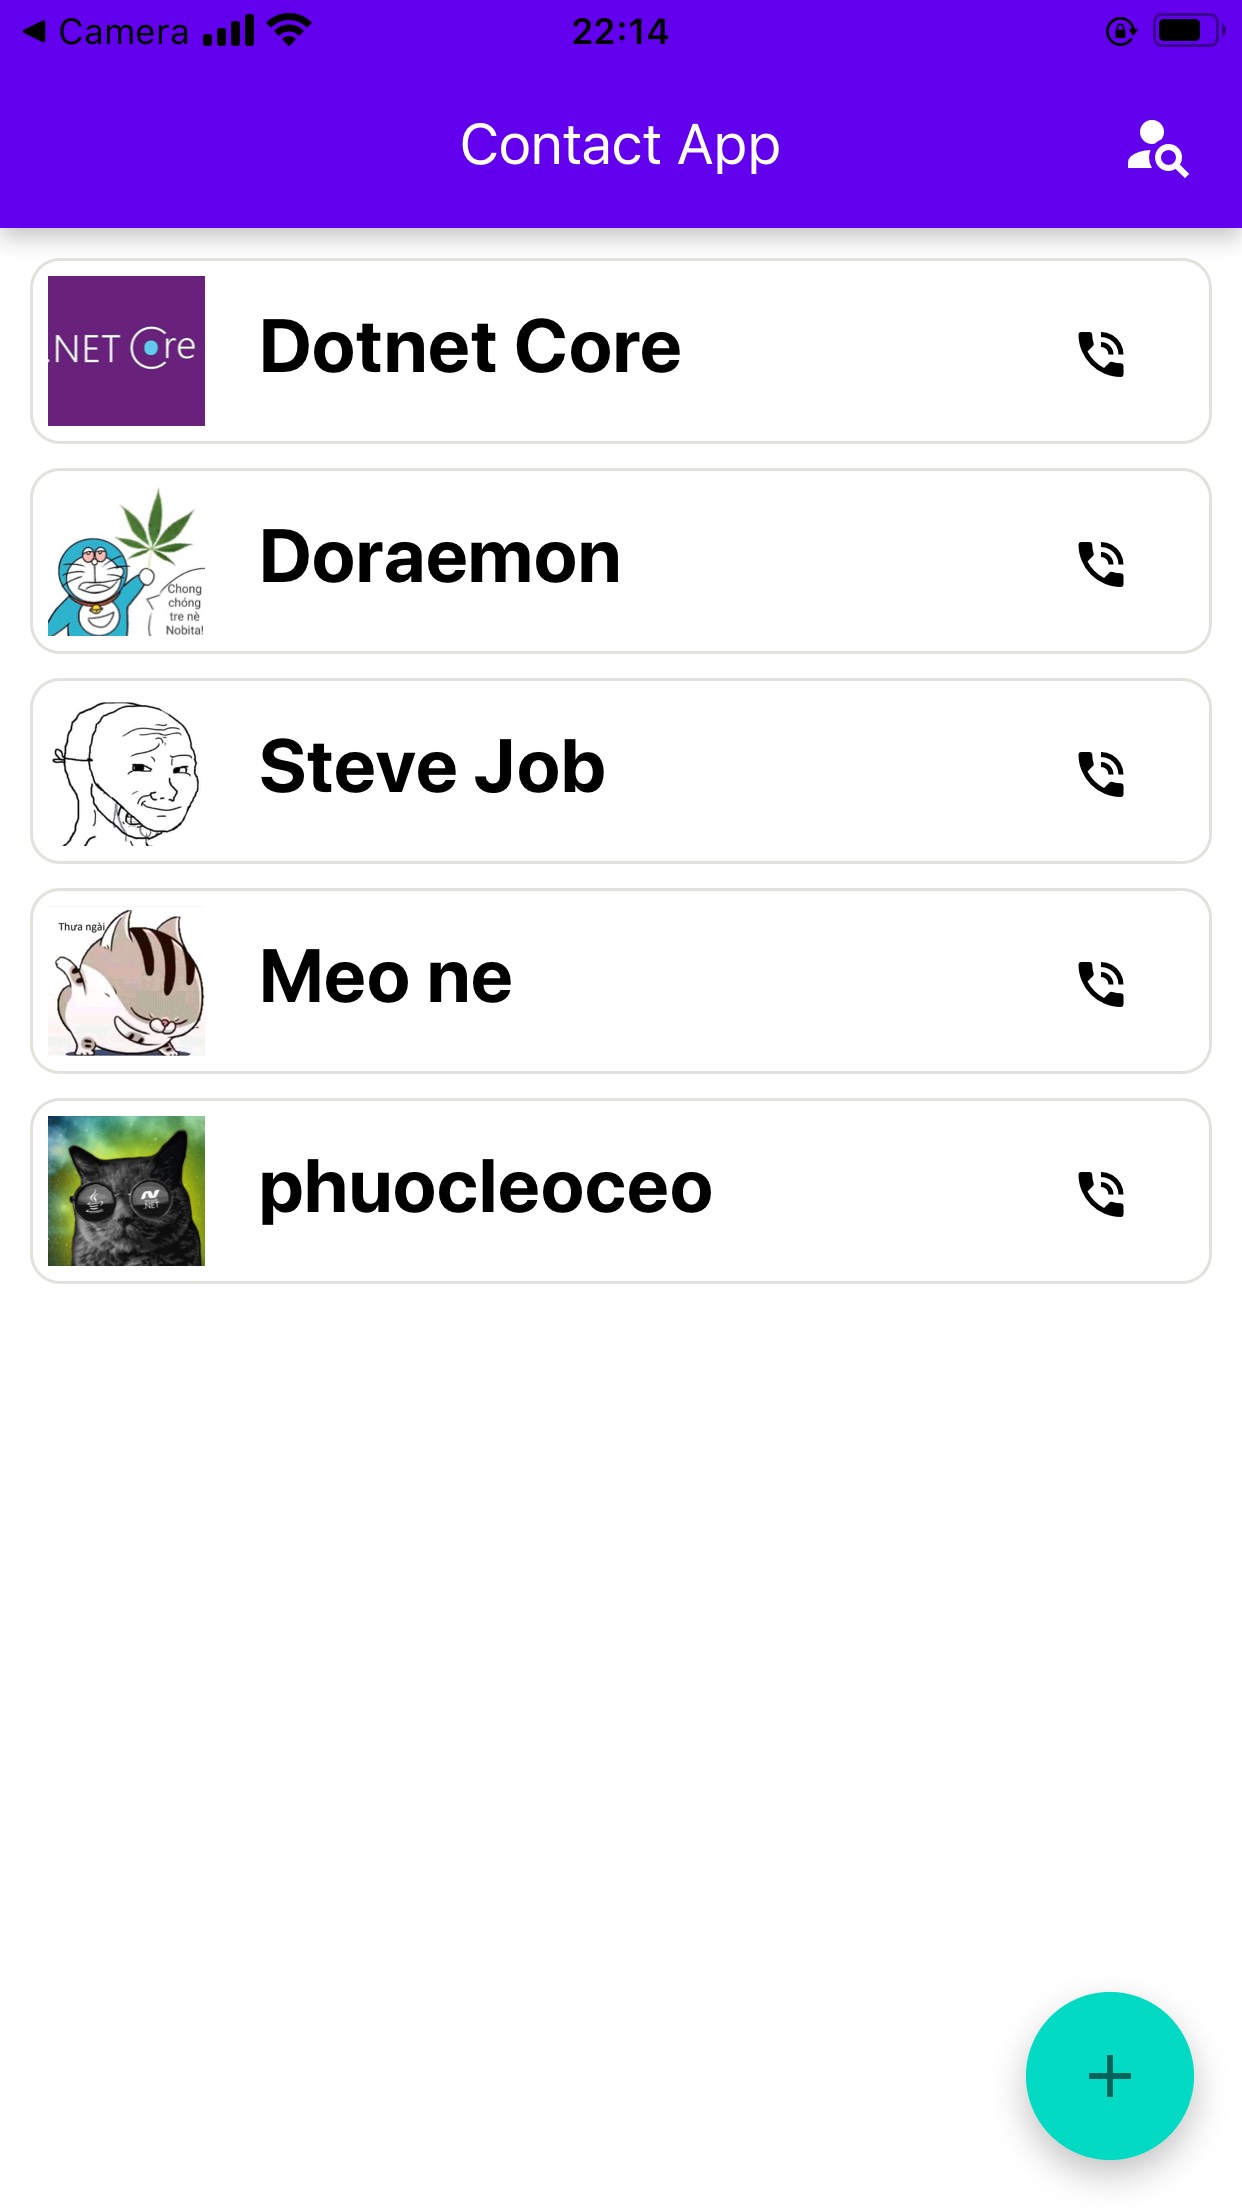 Camera
22:14
Contact App
.NET Core
Dotnet Core
Doraemon
Chong
chóng
tre nè
Nobita!
Steve Job
Thưa ngài
Meo ne
.NET
phuocleoceo